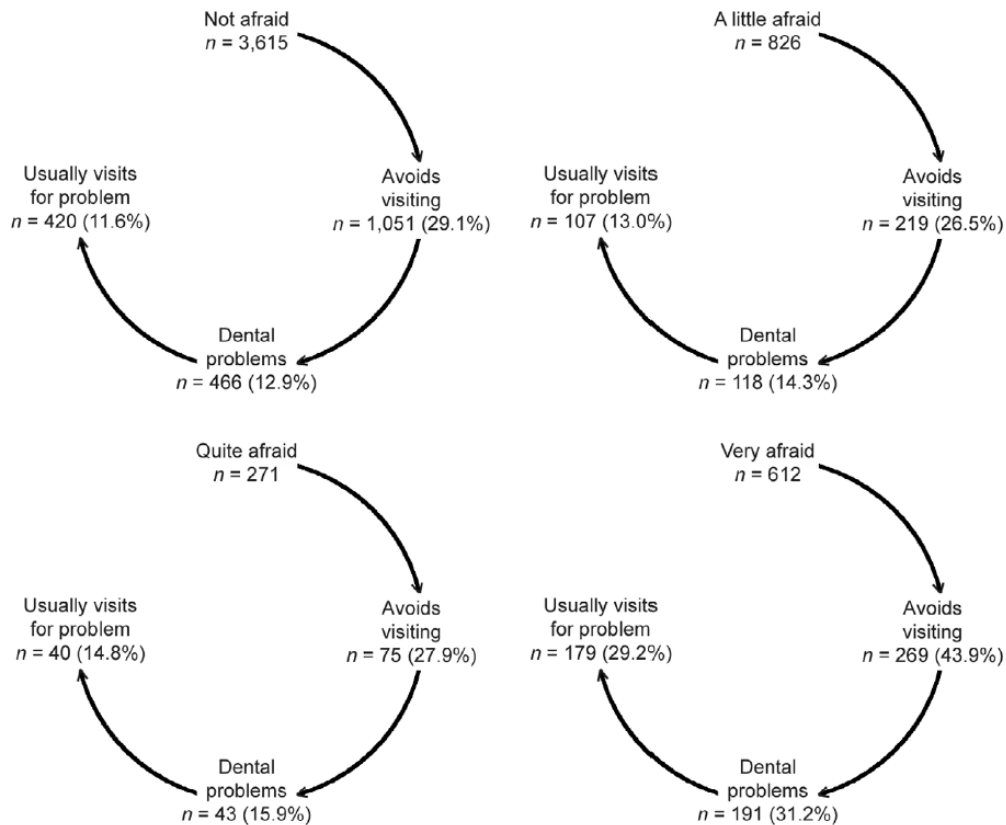 Not afraid
n = 3,615
Avoids
visiting
n = 1,051 (29.1%)
Dental
problems
n = 466 (12.9%)
Usually visits
for problem
n = 420 (11.6%)
A little afraid
n = 826
Avoids
visiting
n = 219 (26.5%)
Dental
problems
n = 118 (14.3%)
Usually visits
for problem
n = 107 (13.0%)
Quite afraid
n = 271
Avoids
visiting
n = 75 (27.9%)
Dental
problems
n = 43 (15.9%)
Usually visits
for problem
n = 40 (14.8%)
Very afraid
n = 612
Avoids
visiting
n = 269 (43.9%)
Dental
problems
n = 191 (31.2%)
Usually visits
for problem
n = 179 (29.2%)